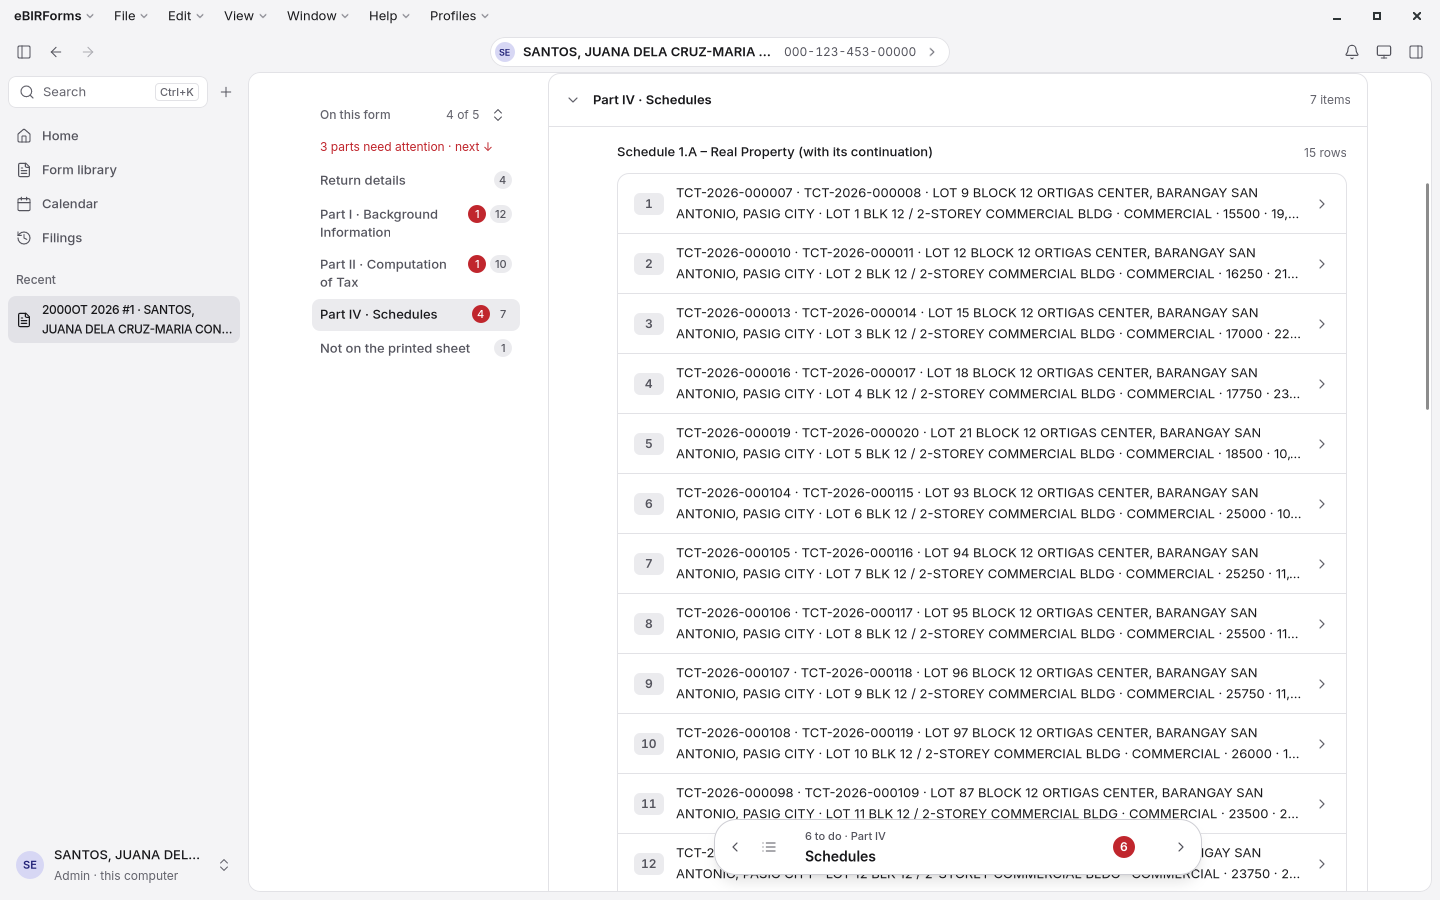 eBIRForms File Edit View Window Help Profiles
SE SANTOS, JUANA DELA CRUZ-MARIA ... 000-123-453-00000
Search Ctrl+K
Home
Form library
Calendar
Filings
Recent
2000OT 2026 #1 · SANTOS,
JUANA DELA CRUZ-MARIA CON...
SE SANTOS, JUANA DEL...
Admin · this computer
On this form 4 of 5
3 parts need attention · next ↓
Return details 4
Part I · Background 1 12
Information
Part II · Computation 1 10
of Tax
Part IV · Schedules 4 7
Not on the printed sheet 1
Part IV · Schedules 7 items
Schedule 1.A – Real Property (with its continuation) 15 rows
1 TCT-2026-000007 · TCT-2026-000008 · LOT 9 BLOCK 12 ORTIGAS CENTER, BARANGAY SAN
ANTONIO, PASIG CITY · LOT 1 BLK 12 / 2-STOREY COMMERCIAL BLDG · COMMERCIAL · 15500 · 19,...
2 TCT-2026-000010 · TCT-2026-000011 · LOT 12 BLOCK 12 ORTIGAS CENTER, BARANGAY SAN
ANTONIO, PASIG CITY · LOT 2 BLK 12 / 2-STOREY COMMERCIAL BLDG · COMMERCIAL · 16250 · 21...
3 TCT-2026-000013 · TCT-2026-000014 · LOT 15 BLOCK 12 ORTIGAS CENTER, BARANGAY SAN
ANTONIO, PASIG CITY · LOT 3 BLK 12 / 2-STOREY COMMERCIAL BLDG · COMMERCIAL · 17000 · 22...
4 TCT-2026-000016 · TCT-2026-000017 · LOT 18 BLOCK 12 ORTIGAS CENTER, BARANGAY SAN
ANTONIO, PASIG CITY · LOT 4 BLK 12 / 2-STOREY COMMERCIAL BLDG · COMMERCIAL · 17750 · 23...
5 TCT-2026-000019 · TCT-2026-000020 · LOT 21 BLOCK 12 ORTIGAS CENTER, BARANGAY SAN
ANTONIO, PASIG CITY · LOT 5 BLK 12 / 2-STOREY COMMERCIAL BLDG · COMMERCIAL · 18500 · 10,...
6 TCT-2026-000104 · TCT-2026-000115 · LOT 93 BLOCK 12 ORTIGAS CENTER, BARANGAY SAN
ANTONIO, PASIG CITY · LOT 6 BLK 12 / 2-STOREY COMMERCIAL BLDG · COMMERCIAL · 25000 · 10...
7 TCT-2026-000105 · TCT-2026-000116 · LOT 94 BLOCK 12 ORTIGAS CENTER, BARANGAY SAN
ANTONIO, PASIG CITY · LOT 7 BLK 12 / 2-STOREY COMMERCIAL BLDG · COMMERCIAL · 25250 · 11,...
8 TCT-2026-000106 · TCT-2026-000117 · LOT 95 BLOCK 12 ORTIGAS CENTER, BARANGAY SAN
ANTONIO, PASIG CITY · LOT 8 BLK 12 / 2-STOREY COMMERCIAL BLDG · COMMERCIAL · 25500 · 11...
9 TCT-2026-000107 · TCT-2026-000118 · LOT 96 BLOCK 12 ORTIGAS CENTER, BARANGAY SAN
ANTONIO, PASIG CITY · LOT 9 BLK 12 / 2-STOREY COMMERCIAL BLDG · COMMERCIAL · 25750 · 11,...
10 TCT-2026-000108 · TCT-2026-000119 · LOT 97 BLOCK 12 ORTIGAS CENTER, BARANGAY SAN
ANTONIO, PASIG CITY · LOT 10 BLK 12 / 2-STOREY COMMERCIAL BLDG · COMMERCIAL · 26000 · 1...
11 TCT-2026-000098 · TCT-2026-000109 · LOT 87 BLOCK 12 ORTIGAS CENTER, BARANGAY SAN
ANTONIO, PASIG CITY · LOT 11 BLK 12 / 2-STOREY COMMERCIAL BLDG · COMMERCIAL · 23500 · 2...
12 TCT-2 SAN
ANTONIO, PASIG CITY · LOT 12 BLK 12 / 2-STOREY COMMERCIAL BLDG · COMMERCIAL · 23750 · 2...
6 to do · Part IV
Schedules 6